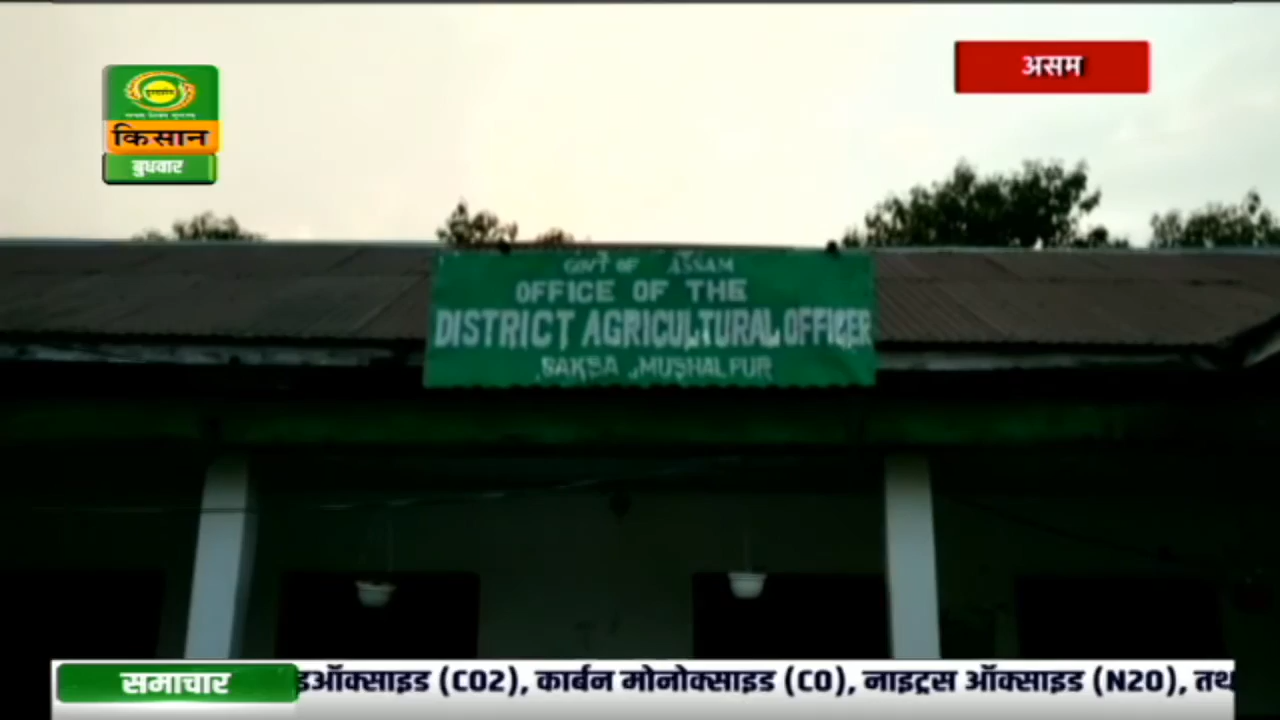 असम
किसान
बुधवार
GOVT OF ASSAM
OFFICE OF THE
DISTRICT AGRICULTURAL OFFICER
BAKSA, MUSHALPUR
समाचार
इऑक्साइड (CO2), कार्बन मोनोक्साइड (CO), नाइट्रस ऑक्साइड (N2O), तथ